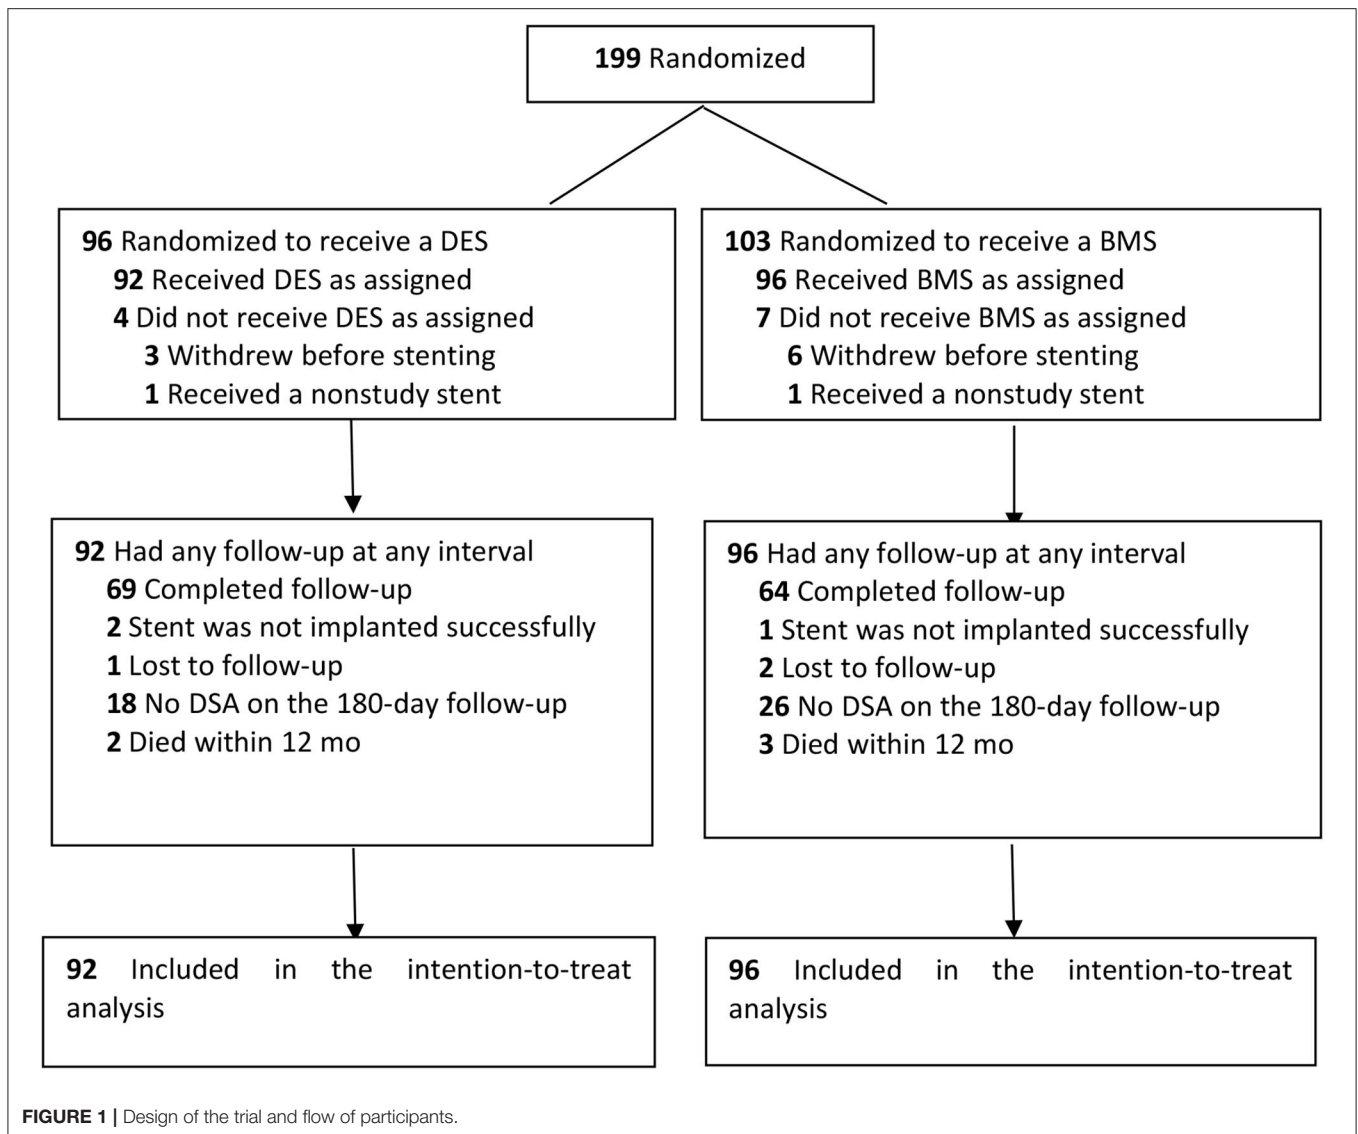 199 Randomized
96 Randomized to receive a DES
92 Received DES as assigned
4 Did not receive DES as assigned
3 Withdrew before stenting
1 Received a nonstudy stent
103 Randomized to receive a BMS
96 Received BMS as assigned
7 Did not receive BMS as assigned
6 Withdrew before stenting
1 Received a nonstudy stent
92 Had any follow-up at any interval
69 Completed follow-up
2 Stent was not implanted successfully
1 Lost to follow-up
18 No DSA on the 180-day follow-up
2 Died within 12 mo
96 Had any follow-up at any interval
64 Completed follow-up
1 Stent was not implanted successfully
2 Lost to follow-up
26 No DSA on the 180-day follow-up
3 Died within 12 mo
92 Included in the intention-to-treat
analysis
96 Included in the intention-to-treat
analysis
FIGURE 1 | Design of the trial and flow of participants.